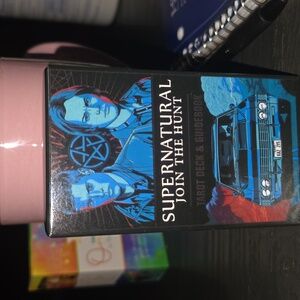 SUPERNATURAL
JOIN THE HUNT
TAROT DECK & GUIDEBOOK